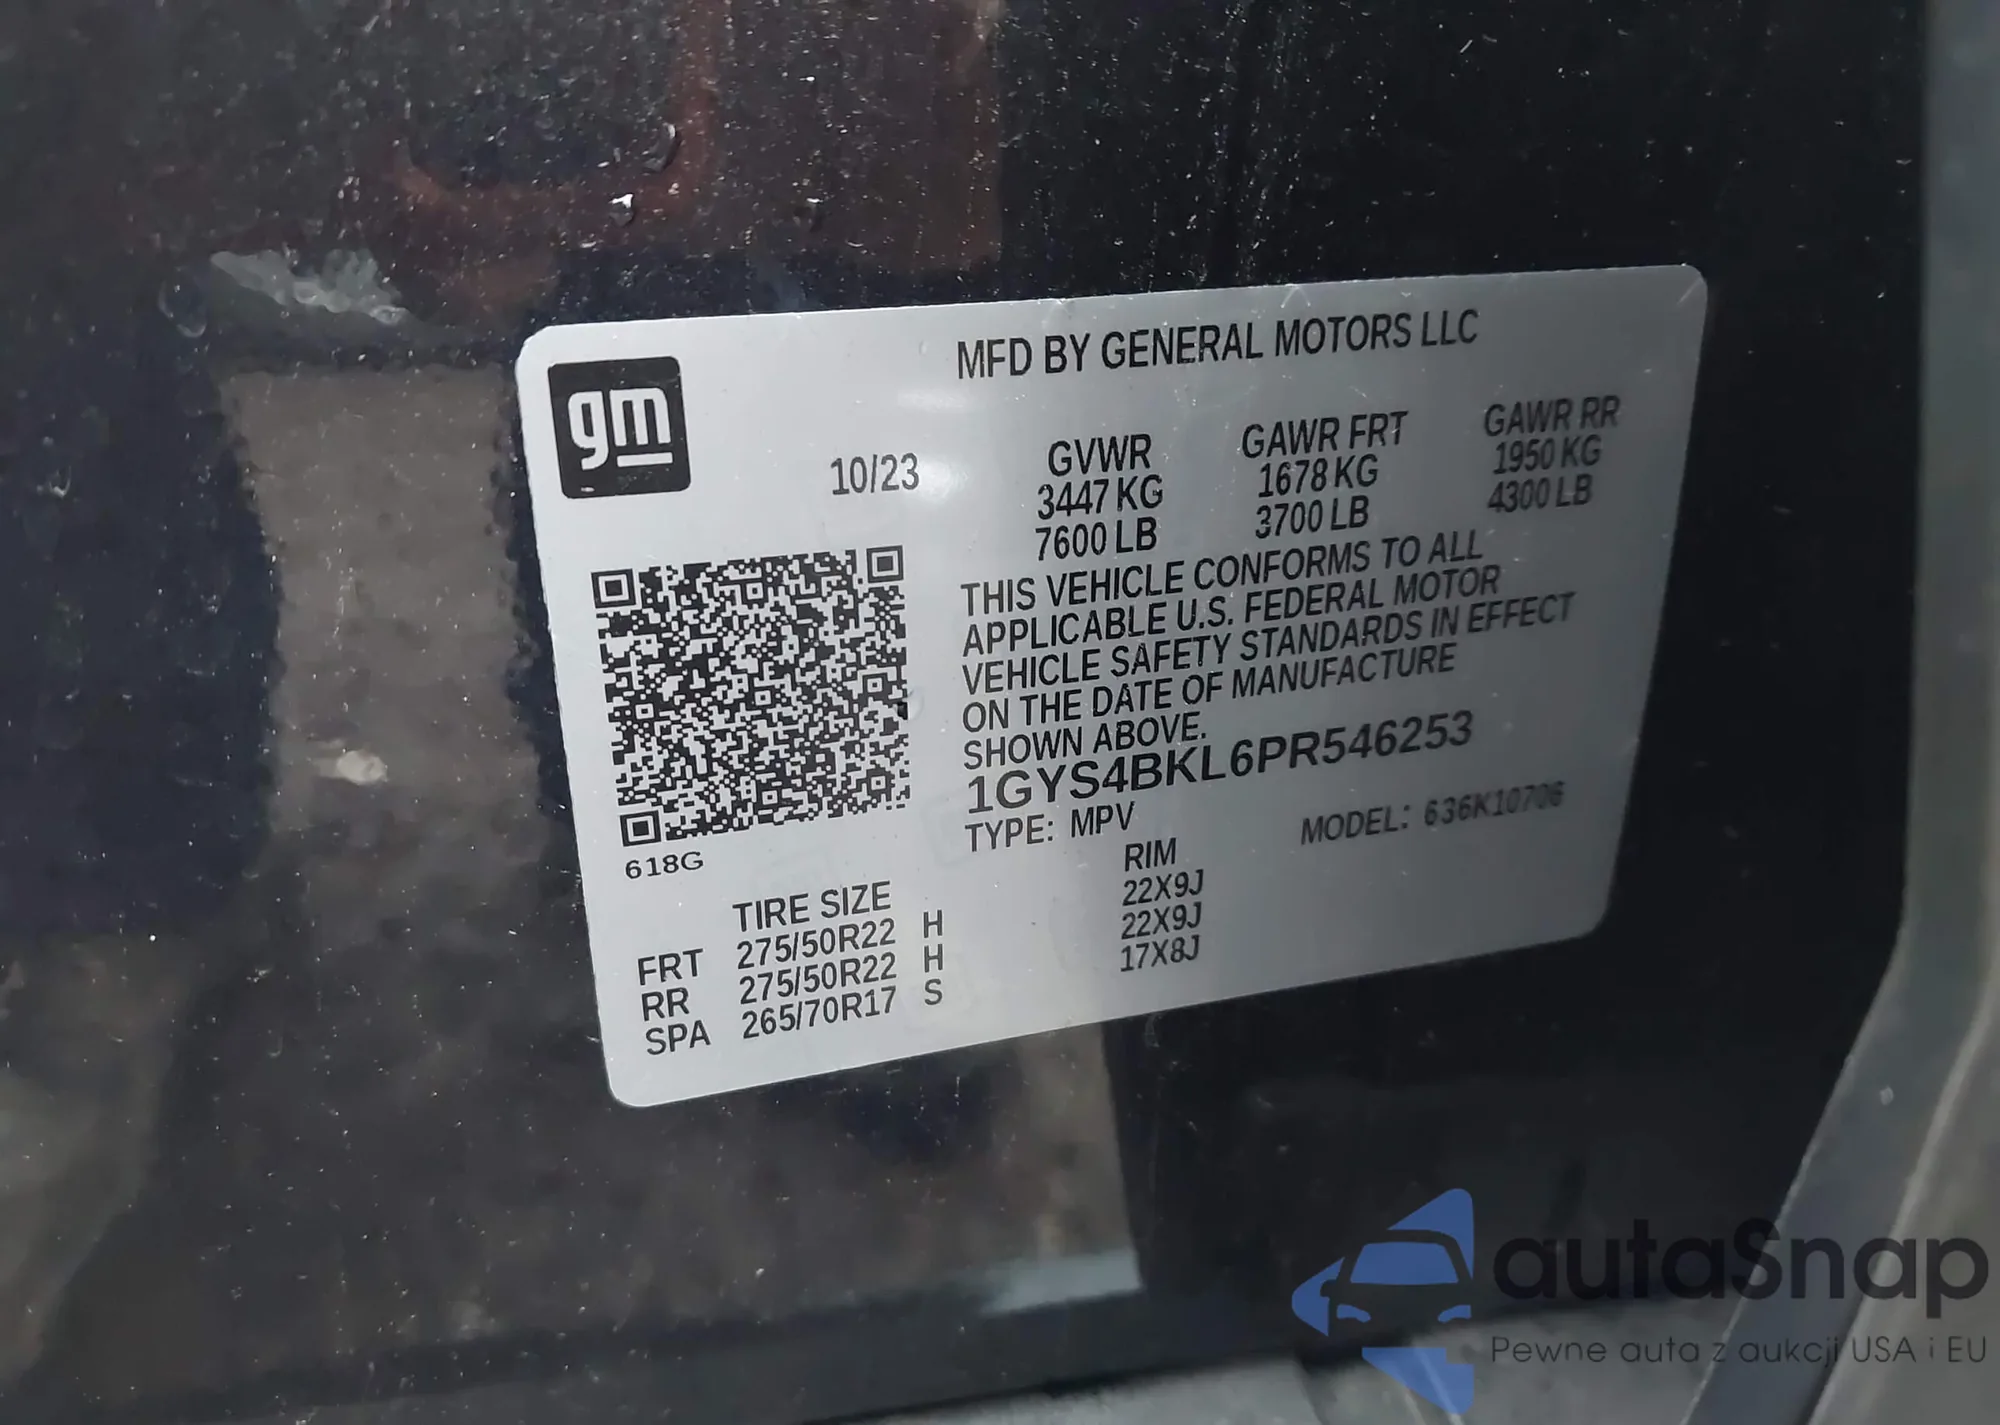 MFD BY GENERAL MOTORS LLC
gm
10/23
GVWR GAWR FRT GAWR RR
3447 KG 1678 KG 1950 KG
7600 LB 3700 LB 4300 LB
THIS VEHICLE CONFORMS TO ALL
APPLICABLE U.S. FEDERAL MOTOR
VEHICLE SAFETY STANDARDS IN EFFECT
ON THE DATE OF MANUFACTURE
SHOWN ABOVE.
1GYS4BKL6PR546253
TYPE: MPV MODEL: 636K10706
618G
TIRE SIZE RIM
FRT 275/50R22 H 22X9J
RR 275/50R22 H 22X9J
SPA 265/70R17 S 17X8J
autaSnap
Pewne auta z aukcji USA i EU